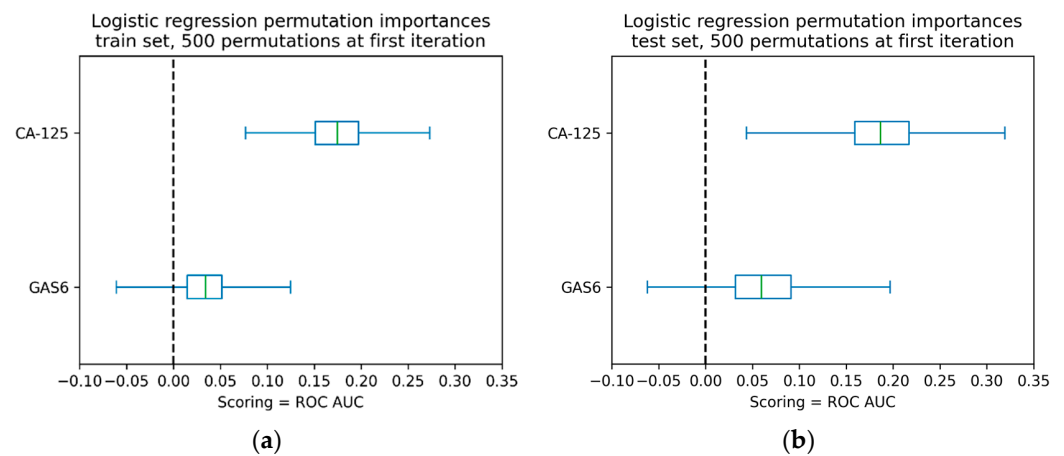 Logistic regression permutation importances
train set, 500 permutations at first iteration
CA-125
GAS6
−0.10 −0.05 0.00 0.05 0.10 0.15 0.20 0.25 0.30 0.35
Scoring = ROC AUC
(a)
Logistic regression permutation importances
test set, 500 permutations at first iteration
CA-125
GAS6
−0.10 −0.05 0.00 0.05 0.10 0.15 0.20 0.25 0.30 0.35
Scoring = ROC AUC
(b)